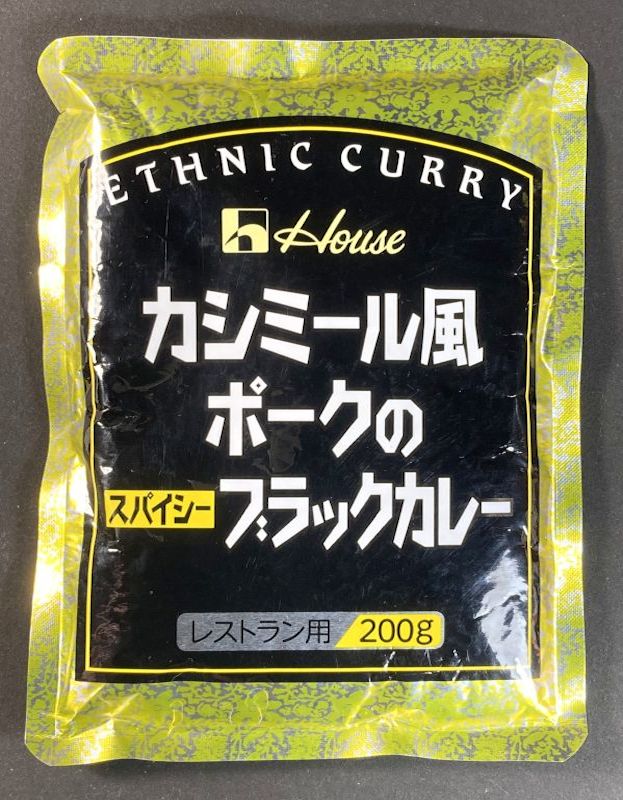 ETHNIC CURRY
House
カシミール風
ポークの
スパイシー ブラックカレー
レストラン用 200g